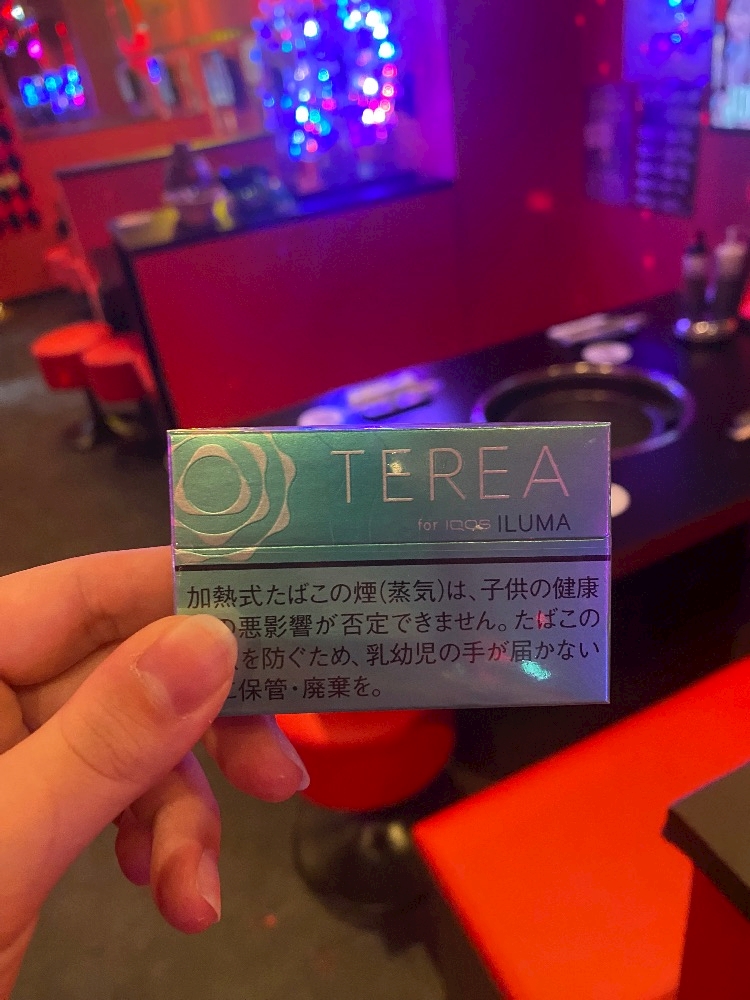 TEREA
for IQOS ILUMA
加熱式たばこの煙(蒸気)は、子供の健康
の悪影響が否定できません。たばこの
を防ぐため、乳幼児の手が届かない
に保管・廃棄を。